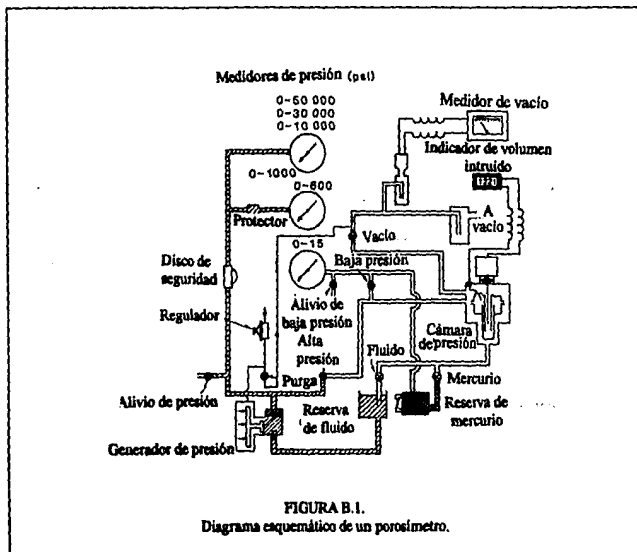 Medidores de presión (psi)
0-50 000
0-30 000
0-10 000
0-1000
0-600
Protector
0-15
Medidor de vacío
Indicador de volumen
intruido
A
vacío
Vacío
Baja presión
Disco de
seguridad
Alivio de
baja presión
Regulador
Alta
presión
Cámara
de presión
Fluido
Purga
Mercurio
Alivio de presión
Reserva
de fluido
Reserva de
mercurio
Generador de presión
FIGURA B.1.
Diagrama esquemático de un porosímetro.